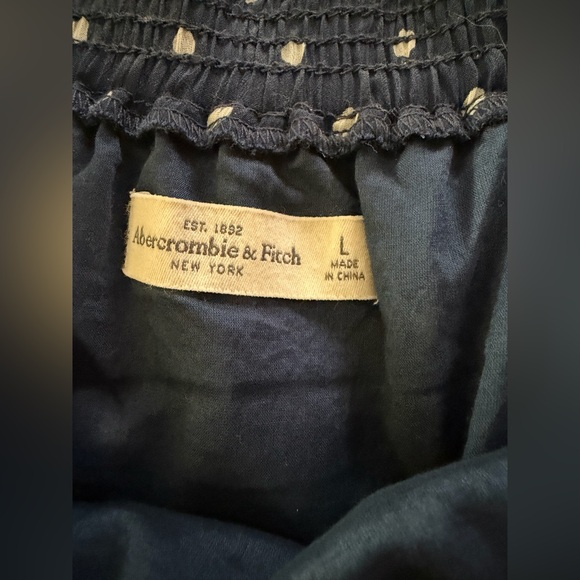 EST. 1892
Abercrombie & Fitch
NEW YORK
L
MADE
IN CHINA